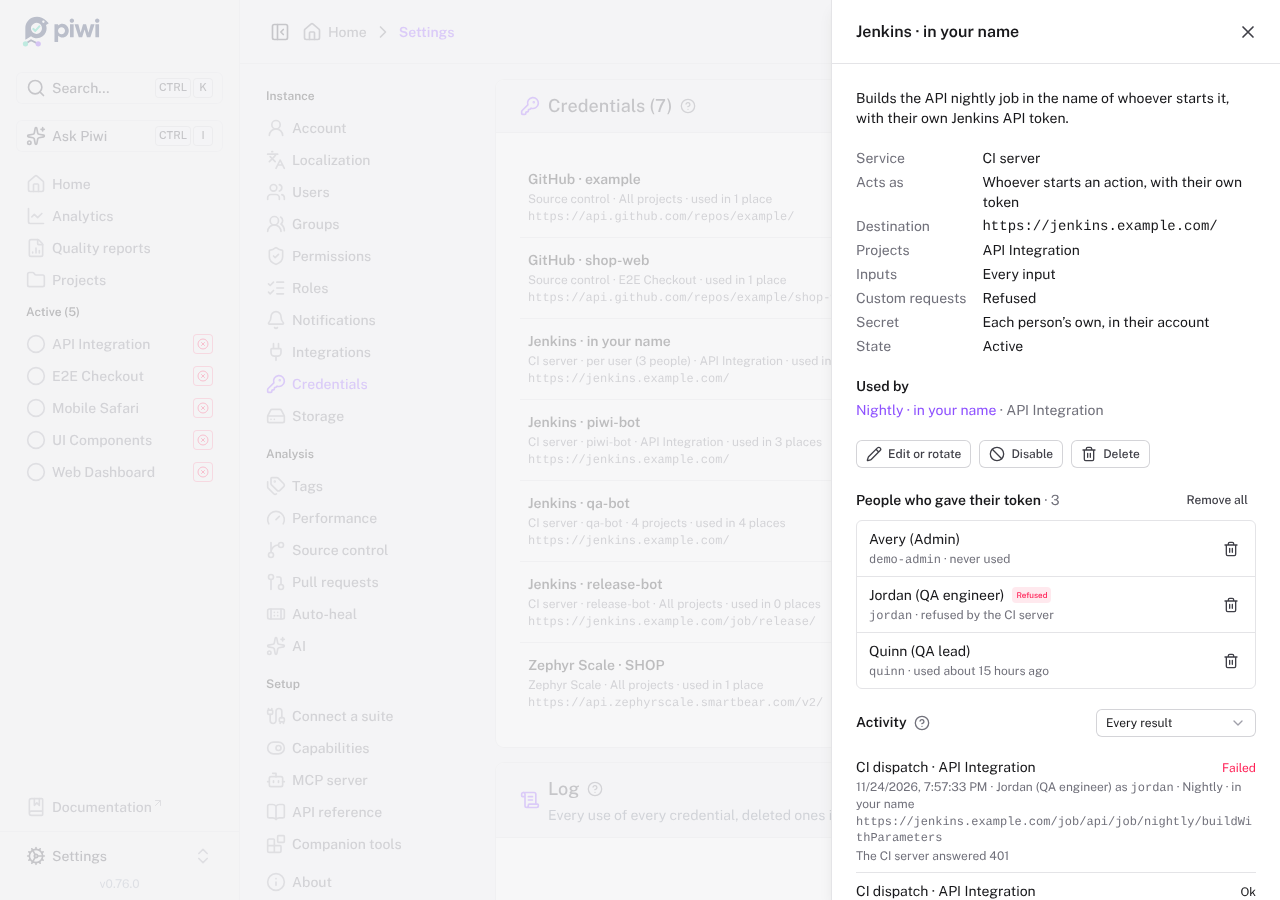 piwi
Search... CTRL K
Ask Piwi CTRL I
Home
Analytics
Quality reports
Projects
Active (5)
API Integration
E2E Checkout
Mobile Safari
UI Components
Web Dashboard
Documentation
Settings
v0.76.0
Home > Settings
Instance
Account
Localization
Users
Groups
Permissions
Roles
Notifications
Integrations
Credentials
Storage
Analysis
Tags
Performance
Source control
Pull requests
Auto-heal
AI
Setup
Connect a suite
Capabilities
MCP server
API reference
Companion tools
About
Credentials (7)
GitHub · example
Source control · All projects · used in 1 place
https://api.github.com/repos/example/
GitHub · shop-web
Source control · E2E Checkout · used in 1 place
https://api.github.com/repos/example/shop-
Jenkins · in your name
CI server · per user (3 people) · API Integration · used in
https://jenkins.example.com/
Jenkins · piwi-bot
CI server · piwi-bot · API Integration · used in 3 places
https://jenkins.example.com/
Jenkins · qa-bot
CI server · qa-bot · 4 projects · used in 4 places
https://jenkins.example.com/
Jenkins · release-bot
CI server · release-bot · All projects · used in 0 places
https://jenkins.example.com/job/release/
Zephyr Scale · SHOP
Zephyr Scale · All projects · used in 1 place
https://api.zephyrscale.smartbear.com/v2/
Log
Every use of every credential, deleted ones i
Jenkins · in your name
Builds the API nightly job in the name of whoever starts it,
with their own Jenkins API token.
Service CI server
Acts as Whoever starts an action, with their own
token
Destination https://jenkins.example.com/
Projects API Integration
Inputs Every input
Custom requests Refused
Secret Each person's own, in their account
State Active
Used by
Nightly · in your name · API Integration
Edit or rotate Disable Delete
People who gave their token · 3 Remove all
Avery (Admin)
demo-admin · never used
Jordan (QA engineer) Refused
jordan · refused by the CI server
Quinn (QA lead)
quinn · used about 15 hours ago
Activity Every result
CI dispatch · API Integration Failed
11/24/2026, 7:57:33 PM · Jordan (QA engineer) as jordan · Nightly · in
your name
https://jenkins.example.com/job/api/job/nightly/buildWi
thParameters
The CI server answered 401
CI dispatch · API Integration Ok